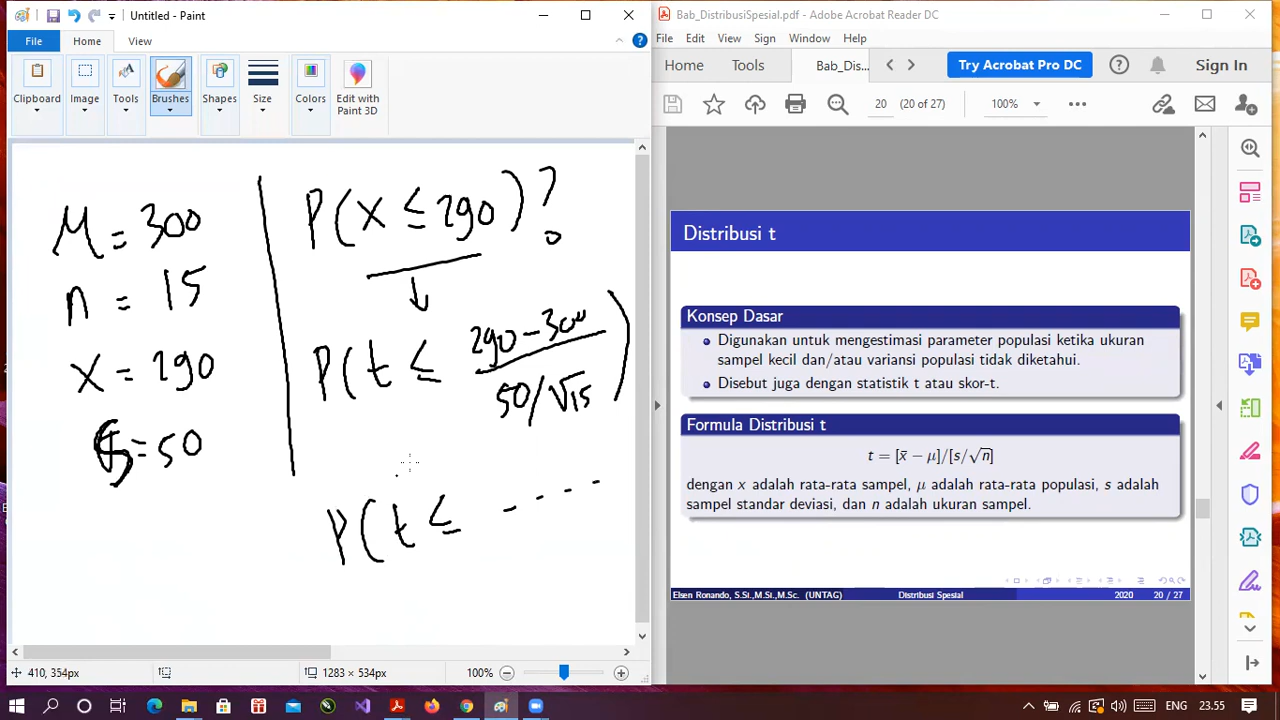 Untitled - Paint
File
Home
View
Clipboard
Image
Tools
Brushes
Shapes
Size
Colors
Edit with
Paint 3D
M = 300
n = 15
x = 290
S = 50
P(x ≤ 290)?
↓
P(t ≤ (290 - 300)/(50/√15))
P(t ≤ - - - -
410, 354px
1283 × 534px
100%
Bab_DistribusiSpesial.pdf - Adobe Acrobat Reader DC
File Edit View Sign Window Help
Home
Tools
Bab_Dis...
Try Acrobat Pro DC
Sign In
20
(20 of 27)
100%
Distribusi t
Konsep Dasar
Digunakan untuk mengestimasi parameter populasi ketika ukuran
sampel kecil dan/atau variansi populasi tidak diketahui.
Disebut juga dengan statistik t atau skor-t.
Formula Distribusi t
t = [x̄ − μ]/[s/√n]
dengan x adalah rata-rata sampel, μ adalah rata-rata populasi, s adalah
sampel standar deviasi, dan n adalah ukuran sampel.
Elsen Ronando, S.Si.,M.Si.,M.Sc. (UNTAG)
Distribusi Spesial
2020
20 / 27
ENG
23.55